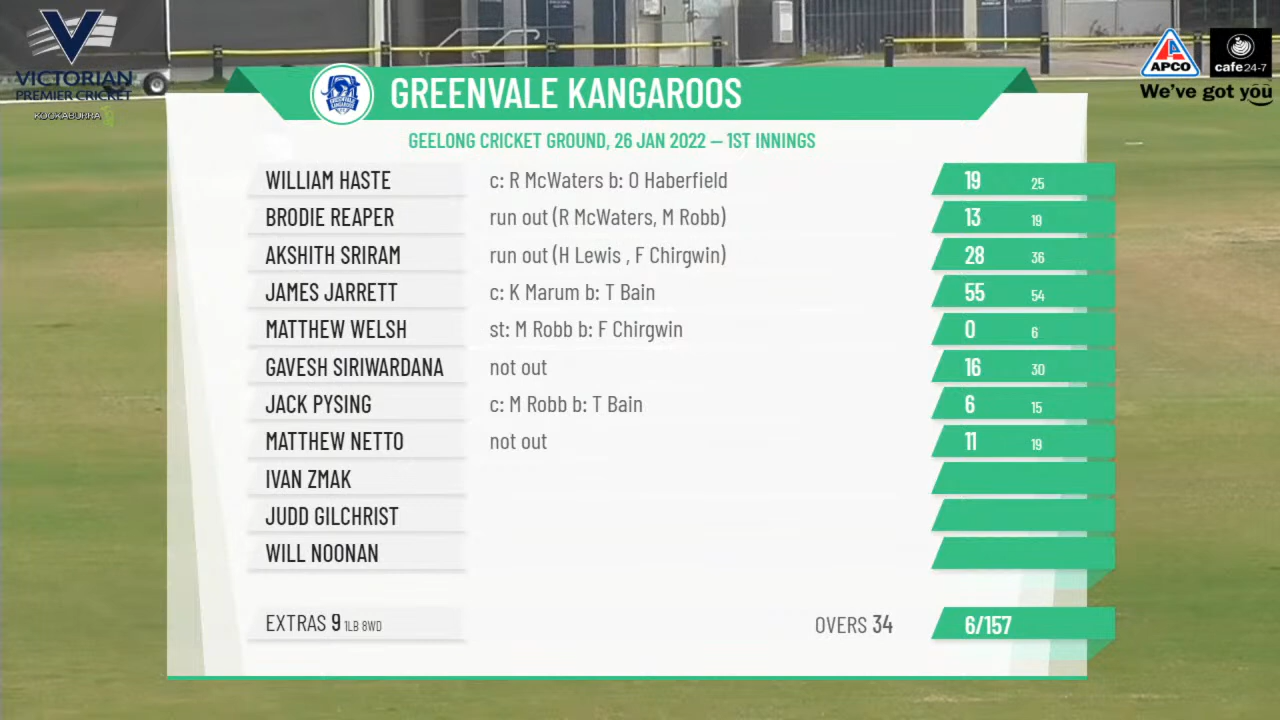 VICTORIAN
PREMIER CRICKET
KOOKABURRA
APCO
cafe24-7
We've got you
GREENVALE KANGAROOS
GEELONG CRICKET GROUND, 26 JAN 2022 – 1ST INNINGS
WILLIAM HASTE c: R McWaters b: O Haberfield 19 25
BRODIE REAPER run out (R McWaters, M Robb) 13 19
AKSHITH SRIRAM run out (H Lewis , F Chirgwin) 28 36
JAMES JARRETT c: K Marum b: T Bain 55 54
MATTHEW WELSH st: M Robb b: F Chirgwin 0 6
GAVESH SIRIWARDANA not out 16 30
JACK PYSING c: M Robb b: T Bain 6 15
MATTHEW NETTO not out 11 19
IVAN ZMAK
JUDD GILCHRIST
WILL NOONAN
EXTRAS 9 1LB 8WD OVERS 34 6/157